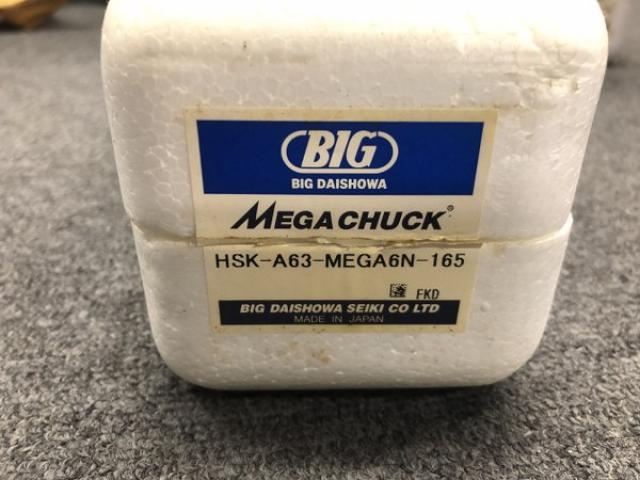 BIG
BIG DAISHOWA
MEGACHUCK®
HSK-A63-MEGA6N-165
FKD
BIG DAISHOWA SEIKI CO LTD
MADE IN JAPAN